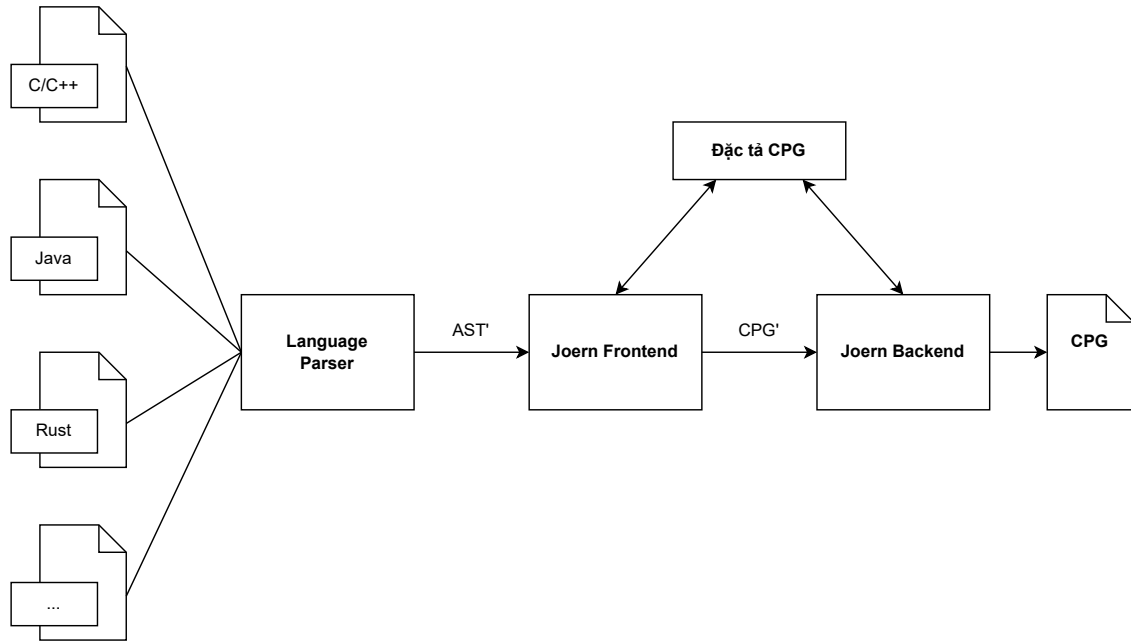 C/C++
Java
Rust
...
Language
Parser
AST'
Joern Frontend
Đặc tả CPG
CPG'
Joern Backend
CPG